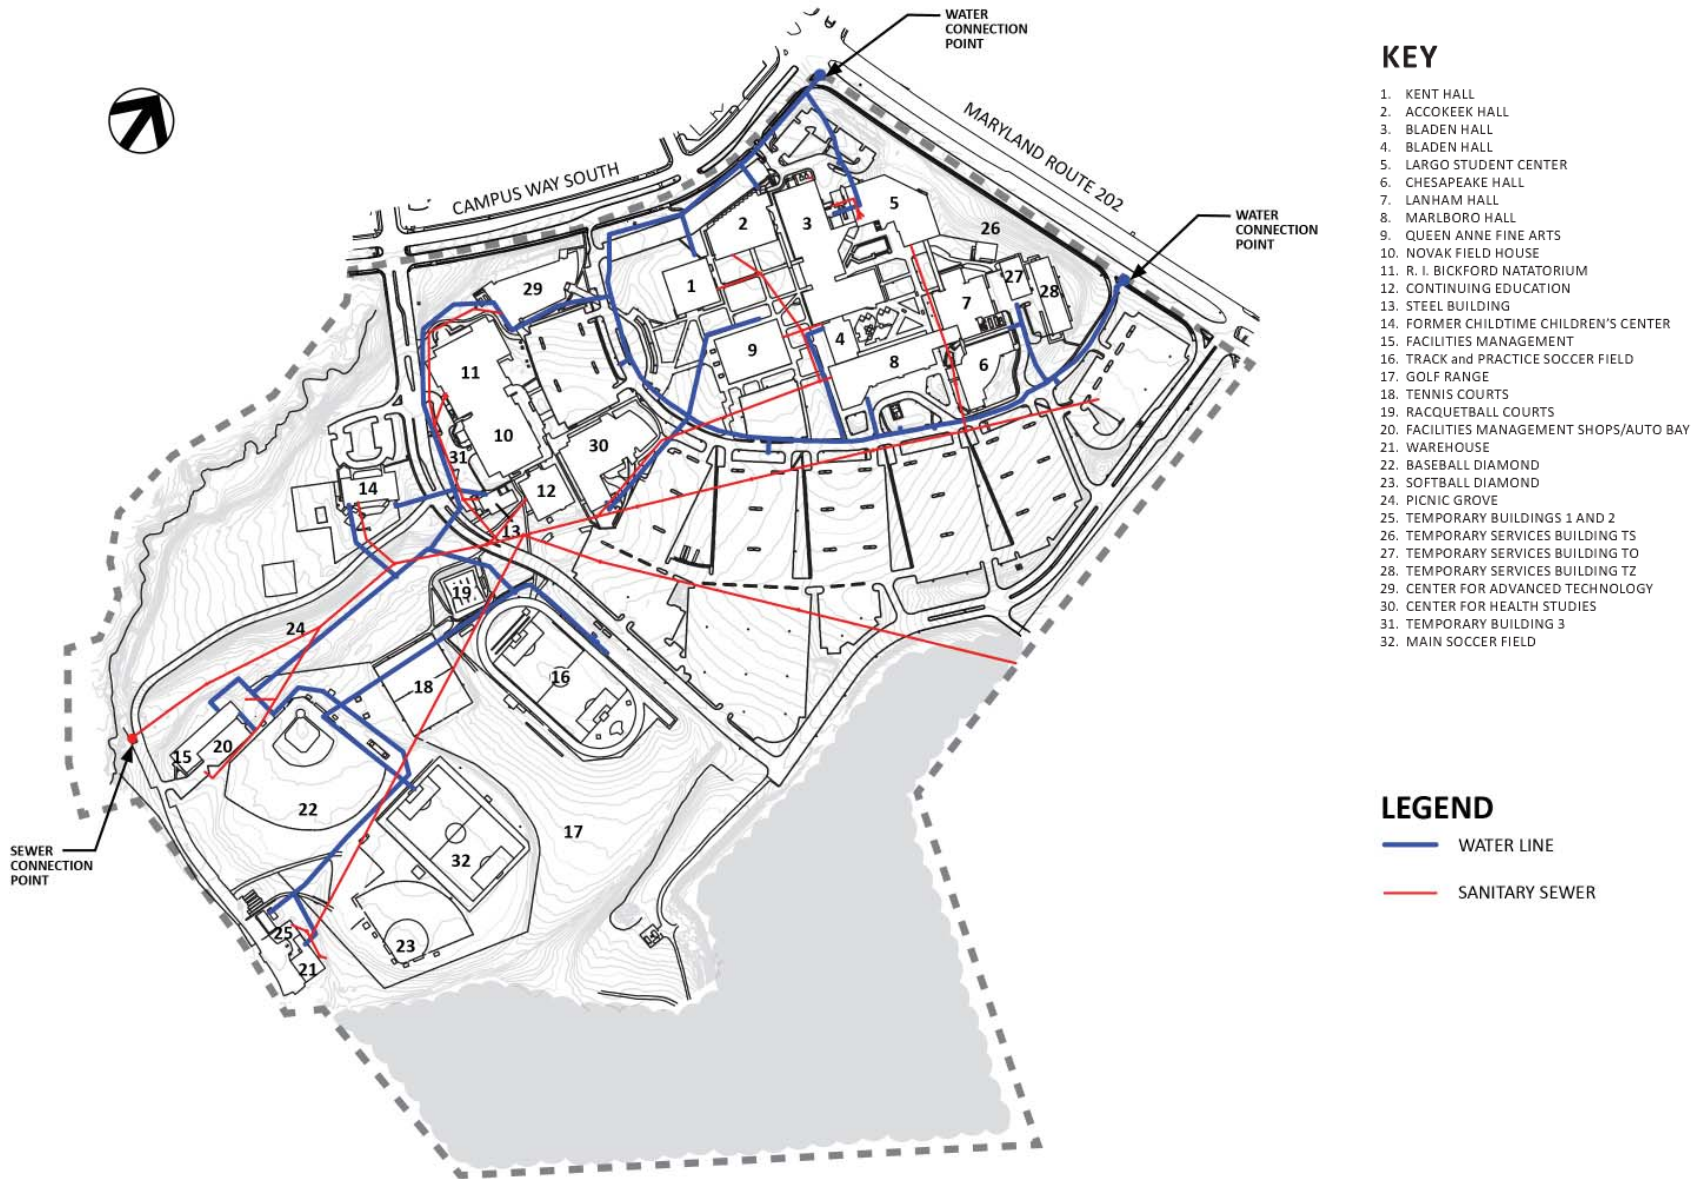 WATER
CONNECTION
POINT
MARYLAND ROUTE 202
CAMPUS WAY SOUTH
WATER
CONNECTION
POINT
5
26
2
3
27
28
29
1
7
4
9
8
6
11
10
30
31
14
12
13
19
24
16
18
15
20
22
17
32
SEWER
CONNECTION
POINT
25
23
21
KEY
1. KENT HALL
2. ACCOKEEK HALL
3. BLADEN HALL
4. BLADEN HALL
5. LARGO STUDENT CENTER
6. CHESAPEAKE HALL
7. LANHAM HALL
8. MARLBORO HALL
9. QUEEN ANNE FINE ARTS
10. NOVAK FIELD HOUSE
11. R. I. BICKFORD NATATORIUM
12. CONTINUING EDUCATION
13. STEEL BUILDING
14. FORMER CHILDTIME CHILDREN'S CENTER
15. FACILITIES MANAGEMENT
16. TRACK and PRACTICE SOCCER FIELD
17. GOLF RANGE
18. TENNIS COURTS
19. RACQUETBALL COURTS
20. FACILITIES MANAGEMENT SHOPS/AUTO BAY
21. WAREHOUSE
22. BASEBALL DIAMOND
23. SOFTBALL DIAMOND
24. PICNIC GROVE
25. TEMPORARY BUILDINGS 1 AND 2
26. TEMPORARY SERVICES BUILDING TS
27. TEMPORARY SERVICES BUILDING TO
28. TEMPORARY SERVICES BUILDING TZ
29. CENTER FOR ADVANCED TECHNOLOGY
30. CENTER FOR HEALTH STUDIES
31. TEMPORARY BUILDING 3
32. MAIN SOCCER FIELD
LEGEND
WATER LINE
SANITARY SEWER